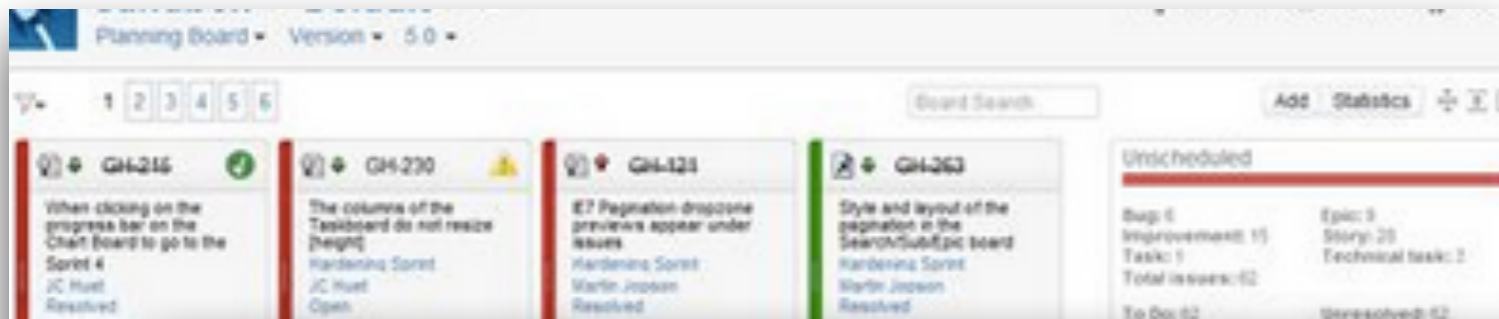 Planning Board Version 5.0
1 2 3 4 5 6
Board Search
Add Statistics
GH-216
When clicking on the
progress bar on the
Chart Board to go to the
Sprint 4
JC Huet
Resolved
GH-230
The columns of the
Taskboard do not resize
[height]
Hardening Sprint
JC Huet
Open
GH-121
IE7 Pagination dropzone
previews appear under
issues
Hardening Sprint
Martin Jopson
Resolved
GH-263
Style and layout of the
pagination in the
Search/Sub/Epic board
Hardening Sprint
Martin Jopson
Resolved
Unscheduled
Bug: 6 Epic: 9
Improvement: 15 Story: 28
Task: 1 Technical task: 2
Total issues: 62
To Do: 62 Unresolved: 62